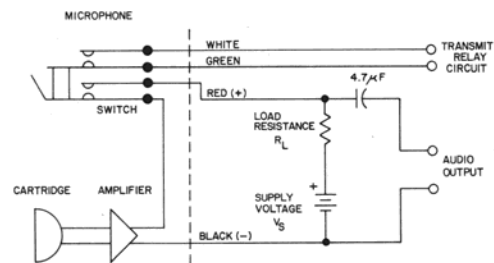 MICROPHONE
WHITE
GREEN
TRANSMIT
RELAY
CIRCUIT
4.7µF
RED (+)
SWITCH
LOAD
RESISTANCE
RL
AUDIO
OUTPUT
CARTRIDGE
AMPLIFIER
+
SUPPLY
VOLTAGE
VS
BLACK (-)